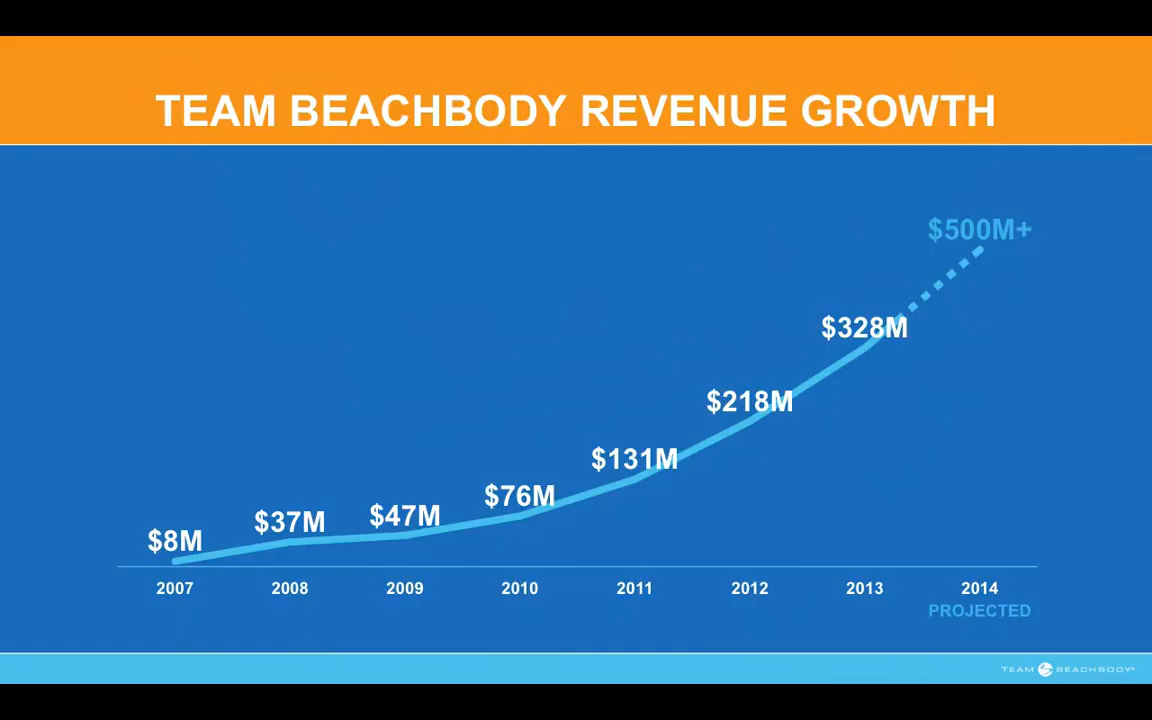 TEAM BEACHBODY REVENUE GROWTH
$500M+
$328M
$218M
$131M
$76M
$47M
$37M
$8M
2007 2008 2009 2010 2011 2012 2013 2014
PROJECTED
TEAM BEACHBODY®